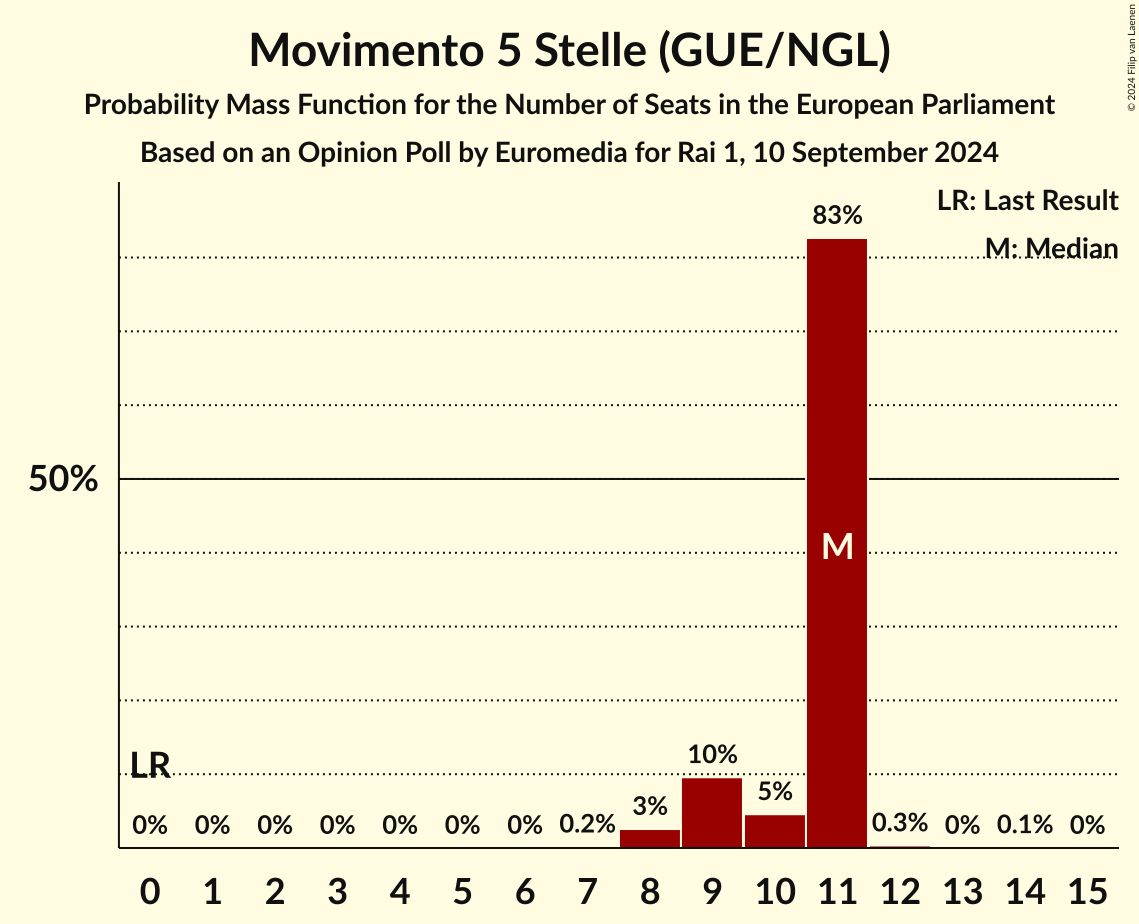 Movimento 5 Stelle (GUE/NGL)
Probability Mass Function for the Number of Seats in the European Parliament
Based on an Opinion Poll by Euromedia for Rai 1, 10 September 2024
© 2024 Filip van Laenen
LR: Last Result
M: Median
83%
50%
M
LR
0% 0% 0% 0% 0% 0% 0% 0.2% 3% 10% 5% 0.3% 0% 0.1% 0%
0 1 2 3 4 5 6 7 8 9 10 11 12 13 14 15